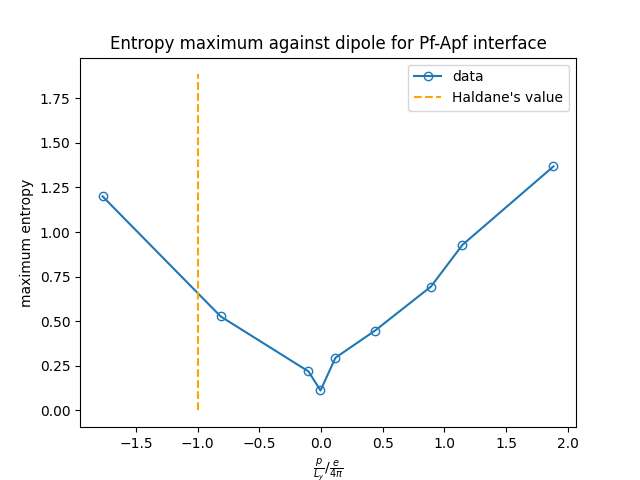 Entropy maximum against dipole for Pf-Apf interface
data
Haldane's value
maximum entropy
1.75
1.50
1.25
1.00
0.75
0.50
0.25
0.00
−1.5 −1.0 −0.5 0.0 0.5 1.0 1.5 2.0
p/L_y / e/4π